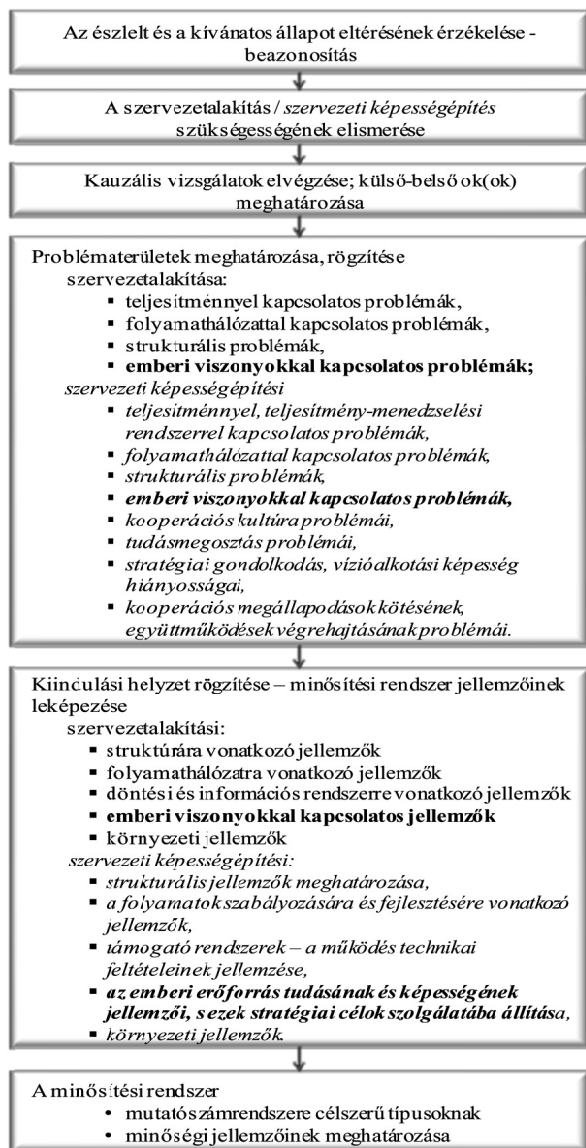 Az észlelt és a kívánatos állapot eltérésének érzékelése -
beazonosítás
A szervezetalakítás / szervezeti képességépítés
szükségességének elismerése
Kauzális vizsgálatok elvégzése; külső-belső ok(ok)
meghatározása
Problématerületek meghatározása, rögzítése
szervezetalakítása:
▪ teljesítménnyel kapcsolatos problémák,
▪ folyamathálózattal kapcsolatos problémák,
▪ strukturális problémák,
▪ emberi viszonyokkal kapcsolatos problémák;
szervezeti képességépítési
▪ teljesítménnyel, teljesítmény-menedzselési
rendszerrel kapcsolatos problémák,
▪ folyamathálózattal kapcsolatos problémák,
▪ strukturális problémák,
▪ emberi viszonyokkal kapcsolatos problémák,
▪ kooperációs kultúra problémái,
▪ tudásmegosztás problémái,
▪ stratégiai gondolkodás, vízióalkotási képesség
hiányosságai,
▪ kooperációs megállapodások kötésének,
együttműködések végrehajtásának problémái.
Kiindulási helyzet rögzítése – minősítési rendszer jellemzőinek
leképezése
szervezetalakítási:
▪ struktúrára vonatkozó jellemzők
▪ folyamathálózatra vonatkozó jellemzők
▪ döntési és információs rendszerre vonatkozó jellemzők
▪ emberi viszonyokkal kapcsolatos jellemzők
▪ környezeti jellemzők
szervezeti képességépítési:
▪ strukturális jellemzők meghatározása,
▪ a folyamatok szabályozására és fejlesztésére vonatkozó
jellemzők,
▪ támogató rendszerek – a működés technikai
feltételeinek jellemzése,
▪ az emberi erőforrás tudásának és képességének
jellemzői, s ezek stratégiai célok szolgálatába állítása,
▪ környezeti jellemzők.
A minősítési rendszer
• mutatószámrendszere célszerű típusoknak
• minőségi jellemzőinek meghatározása